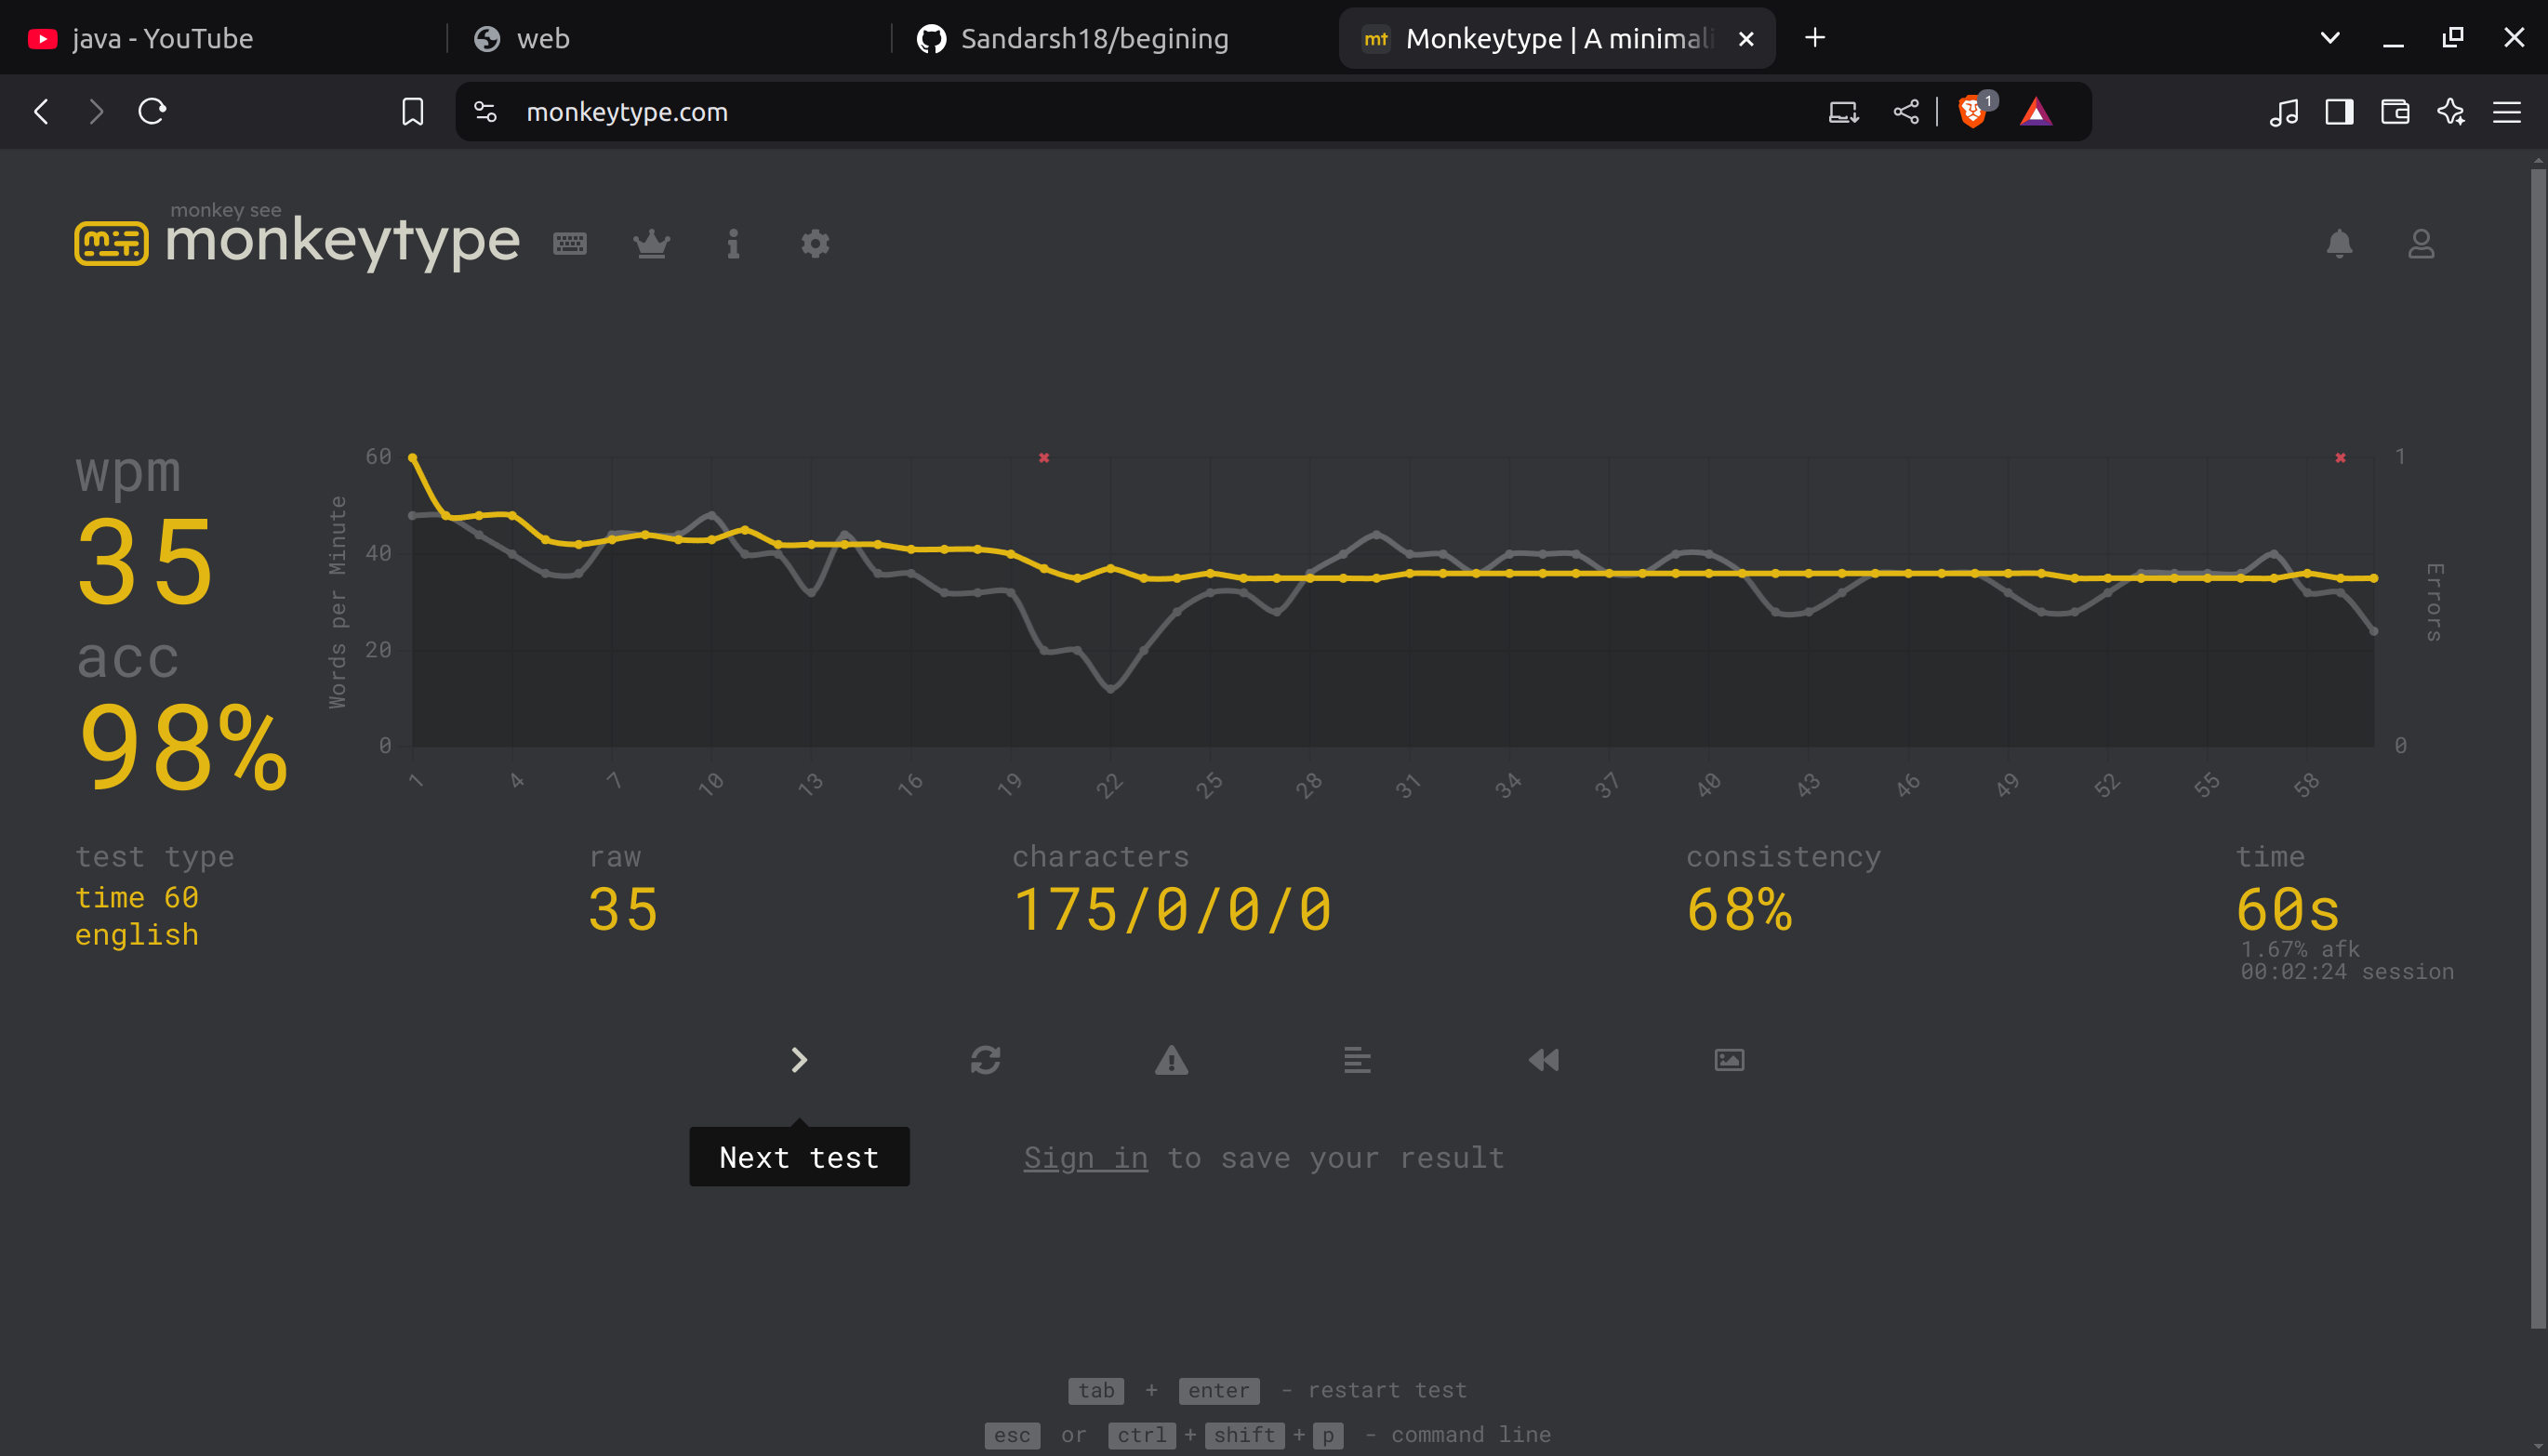 java - YouTube
web
Sandarsh18/begining
mt Monkeytype | A minimali
monkeytype.com
1
monkey see
monkeytype
wpm
35
acc
98%
Words per Minute
60
40
20
0
1
0
Errors
1 4 7 10 13 16 19 22 25 28 31 34 37 40 43 46 49 52 55 58
test type
time 60
english
raw
35
characters
175/0/0/0
consistency
68%
time
60s
1.67% afk
00:02:24 session
Next test
Sign in to save your result
tab + enter - restart test
esc or ctrl + shift + p - command line